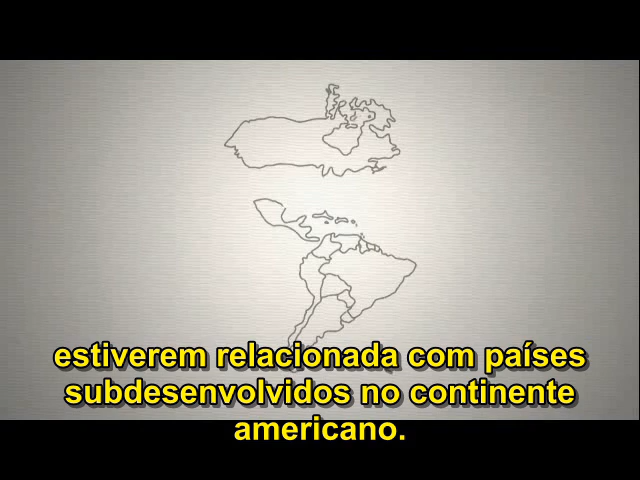 estiverem relacionada com países
subdesenvolvidos no continente
americano.